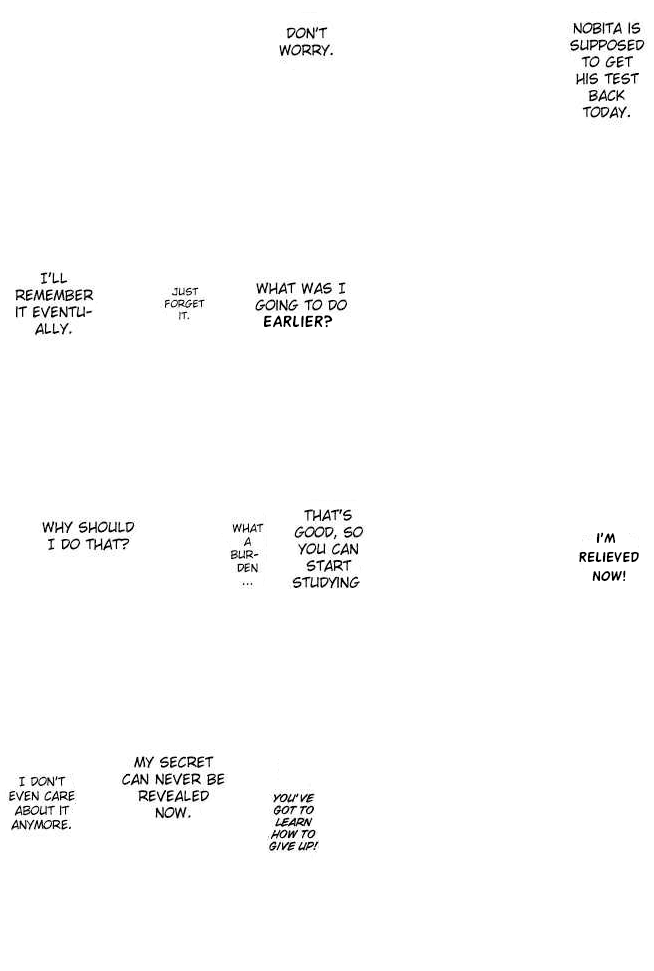 NOBITA IS
SUPPOSED
TO GET
HIS TEST
BACK
TODAY.
DON'T
WORRY.
WHAT WAS I
GOING TO DO
EARLIER?
JUST
FORGET
IT.
I'LL
REMEMBER
IT EVENTU-
ALLY.
I'M
RELIEVED
NOW!
THAT'S
GOOD, SO
YOU CAN
START
STUDYING
WHAT
A
BUR-
DEN
...
WHY SHOULD
I DO THAT?
YOU'VE
GOT TO
LEARN
HOW TO
GIVE UP!
MY SECRET
CAN NEVER BE
REVEALED
NOW.
I DON'T
EVEN CARE
ABOUT IT
ANYMORE.